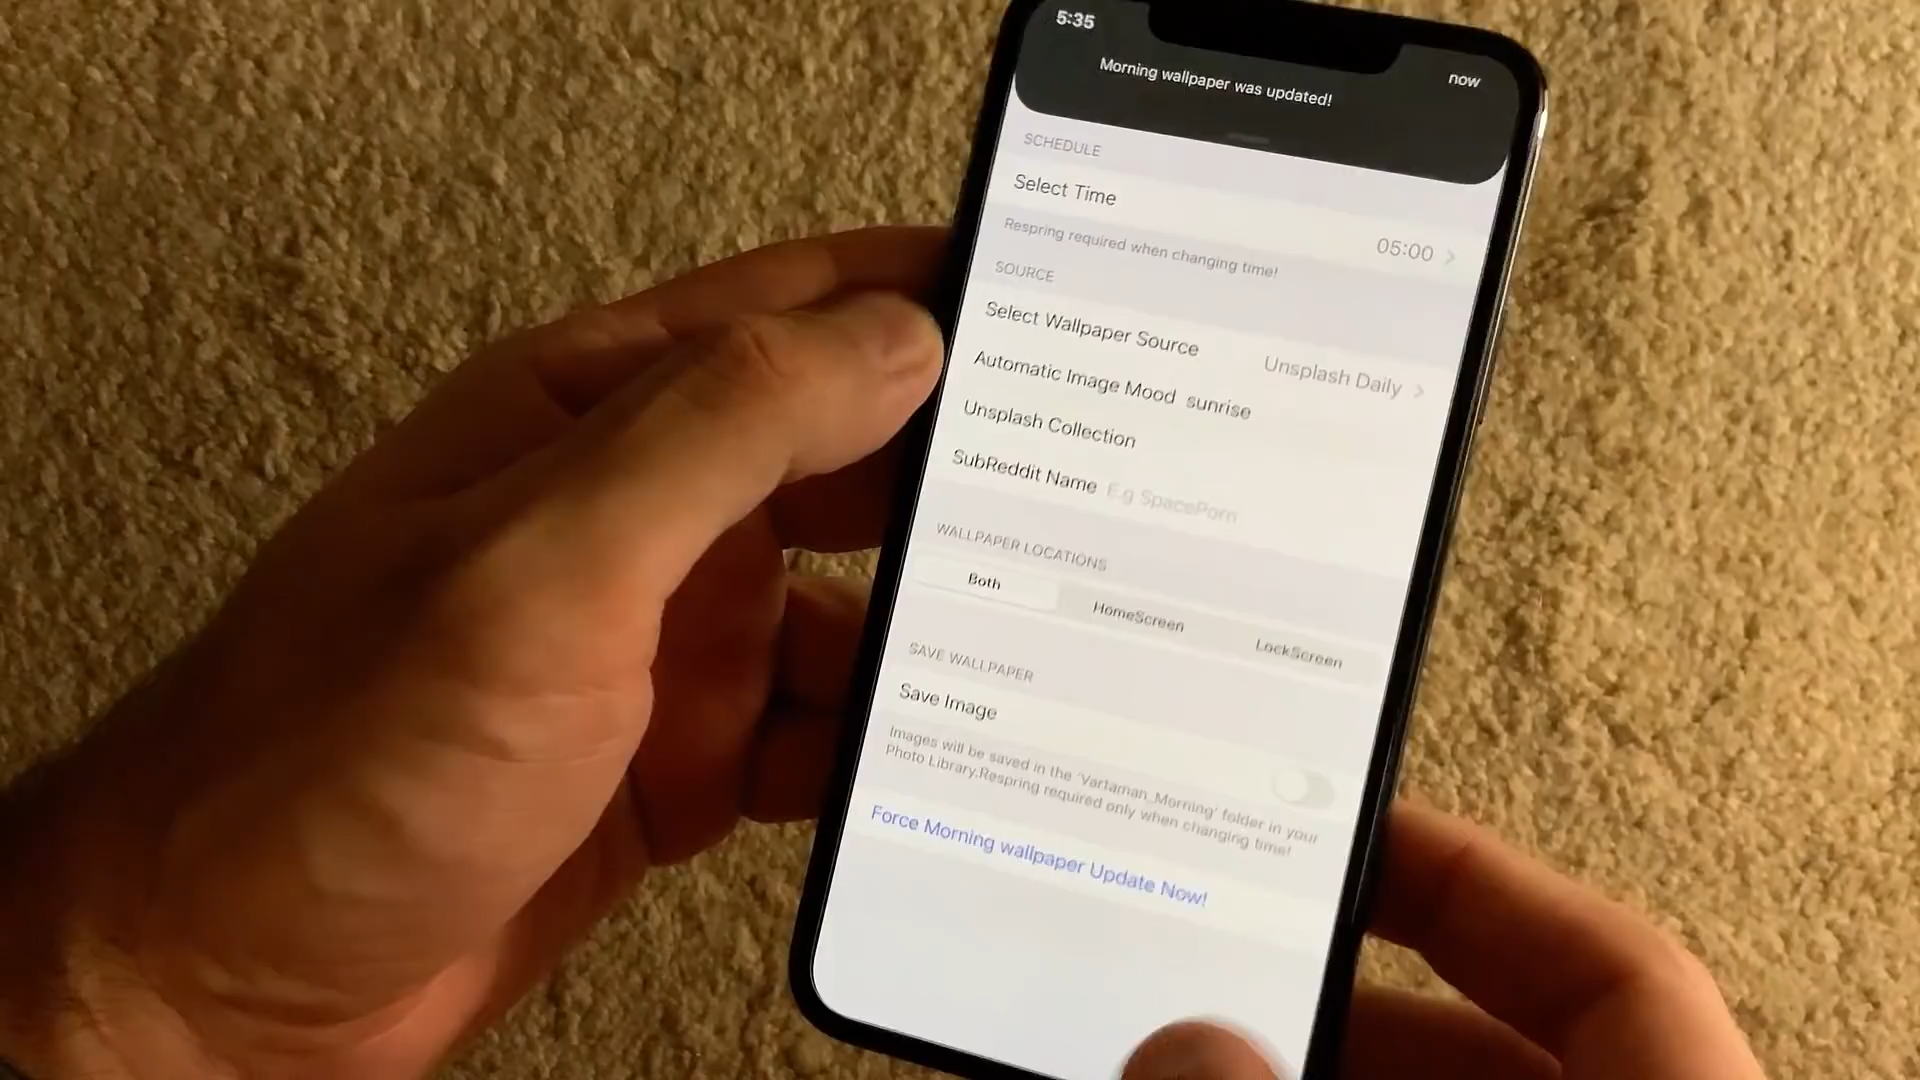 5:35
Morning wallpaper was updated!
now
SCHEDULE
Select Time
05:00
Respring required when changing time!
SOURCE
Select Wallpaper Source
Unsplash Daily
Automatic Image Mood sunrise
Unsplash Collection
SubReddit Name E.g SpacePorn
WALLPAPER LOCATIONS
Both
HomeScreen
LockScreen
SAVE WALLPAPER
Save Image
Images will be saved in the 'Vartaman_Morning' folder in your
Photo Library.Respring required only when changing time!
Force Morning wallpaper Update Now!